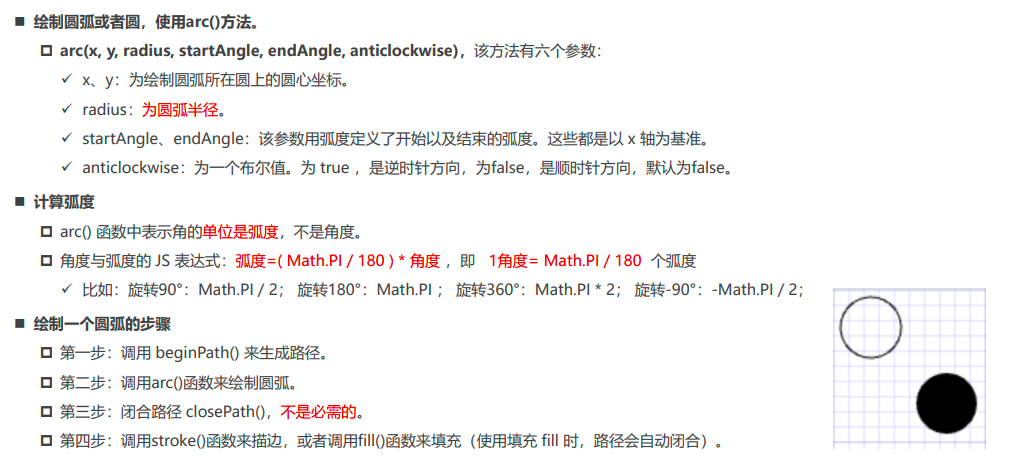 绘制圆弧或者圆，使用arc()方法。
arc(x, y, radius, startAngle, endAngle, anticlockwise)，该方法有六个参数：
x、y：为绘制圆弧所在圆上的圆心坐标。
radius：为圆弧半径。
startAngle、endAngle：该参数用弧度定义了开始以及结束的弧度。这些都是以 x 轴为基准。
anticlockwise：为一个布尔值。为 true ，是逆时针方向，为false，是顺时针方向，默认为false。
计算弧度
arc() 函数中表示角的单位是弧度，不是角度。
角度与弧度的 JS 表达式：弧度=( Math.PI / 180 ) * 角度 ，即 1角度= Math.PI / 180 个弧度
比如：旋转90°：Math.PI / 2； 旋转180°：Math.PI ； 旋转360°：Math.PI * 2； 旋转-90°：-Math.PI / 2；
绘制一个圆弧的步骤
第一步：调用 beginPath() 来生成路径。
第二步：调用arc()函数来绘制圆弧。
第三步：闭合路径 closePath()，不是必需的。
第四步：调用stroke()函数来描边，或者调用fill()函数来填充（使用填充 fill 时，路径会自动闭合）。